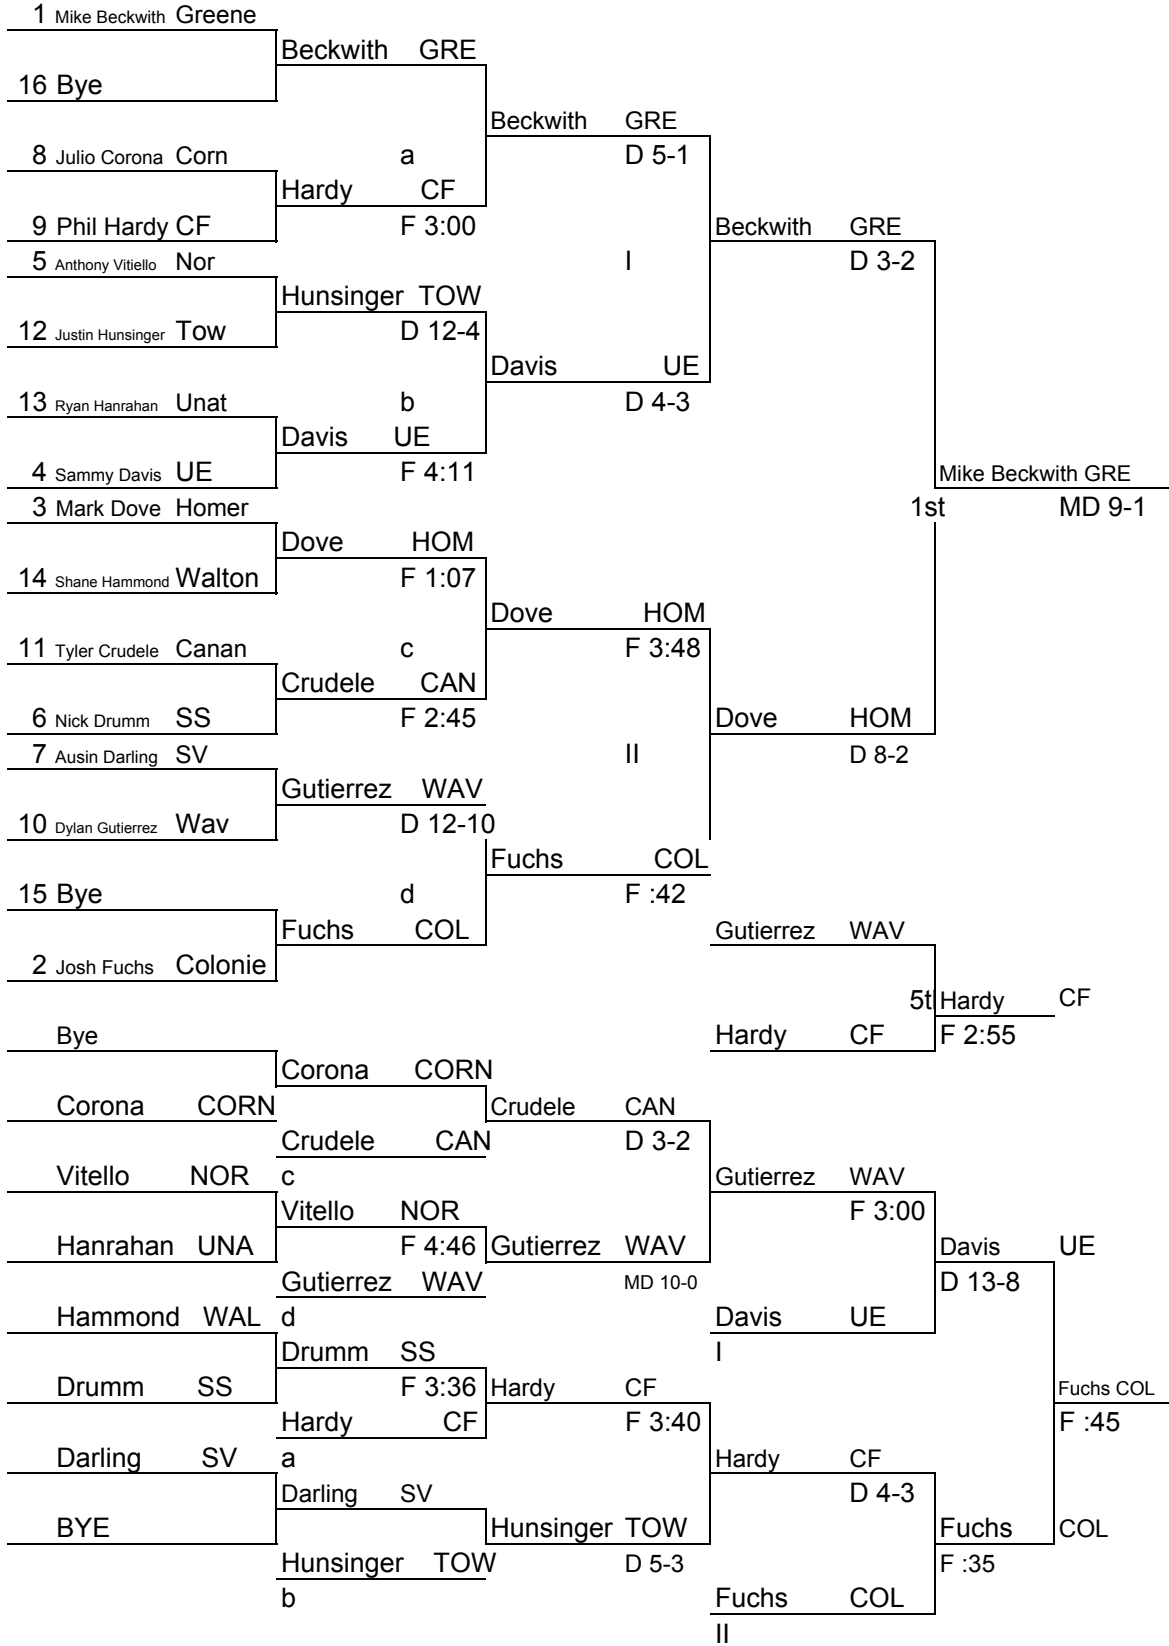 1 Mike Beckwith Greene
Beckwith GRE
16 Bye
Beckwith GRE
8 Julio Corona Corn a D 5-1
Hardy CF
9 Phil Hardy CF F 3:00 Beckwith GRE
5 Anthony Vitiello Nor I D 3-2
Hunsinger TOW
12 Justin Hunsinger Tow D 12-4
Davis UE
13 Ryan Hanrahan Unat b D 4-3
Davis UE
4 Sammy Davis UE F 4:11 Mike Beckwith GRE
3 Mark Dove Homer 1st MD 9-1
Dove HOM
14 Shane Hammond Walton F 1:07
Dove HOM
11 Tyler Crudele Canan c F 3:48
Crudele CAN
6 Nick Drumm SS F 2:45 Dove HOM
7 Ausin Darling SV II D 8-2
Gutierrez WAV
10 Dylan Gutierrez Wav D 12-10
Fuchs COL
15 Bye d F :42
Fuchs COL Gutierrez WAV
2 Josh Fuchs Colonie
5t Hardy CF
Bye Hardy CF F 2:55
Corona CORN
Corona CORN Crudele CAN
Crudele CAN D 3-2
Vitello NOR c Gutierrez WAV
Vitello NOR F 3:00
Hanrahan UNA F 4:46 Gutierrez WAV Davis UE
Gutierrez WAV MD 10-0 D 13-8
Hammond WAL d Davis UE
Drumm SS I
Drumm SS F 3:36 Hardy CF Fuchs COL
Hardy CF F 3:40 F :45
Darling SV a Hardy CF
Darling SV D 4-3
BYE Hunsinger TOW Fuchs COL
Hunsinger TOW D 5-3 F :35
b Fuchs COL
II